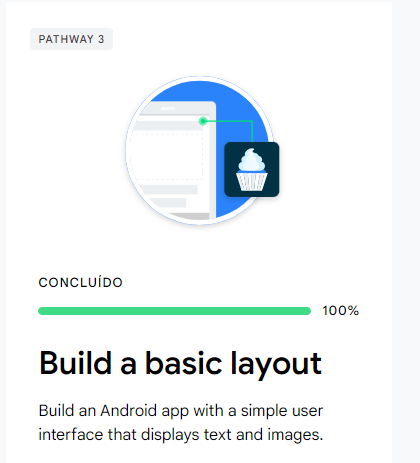 PATHWAY 3
CONCLUÍDO
100%
Build a basic layout
Build an Android app with a simple user
interface that displays text and images.